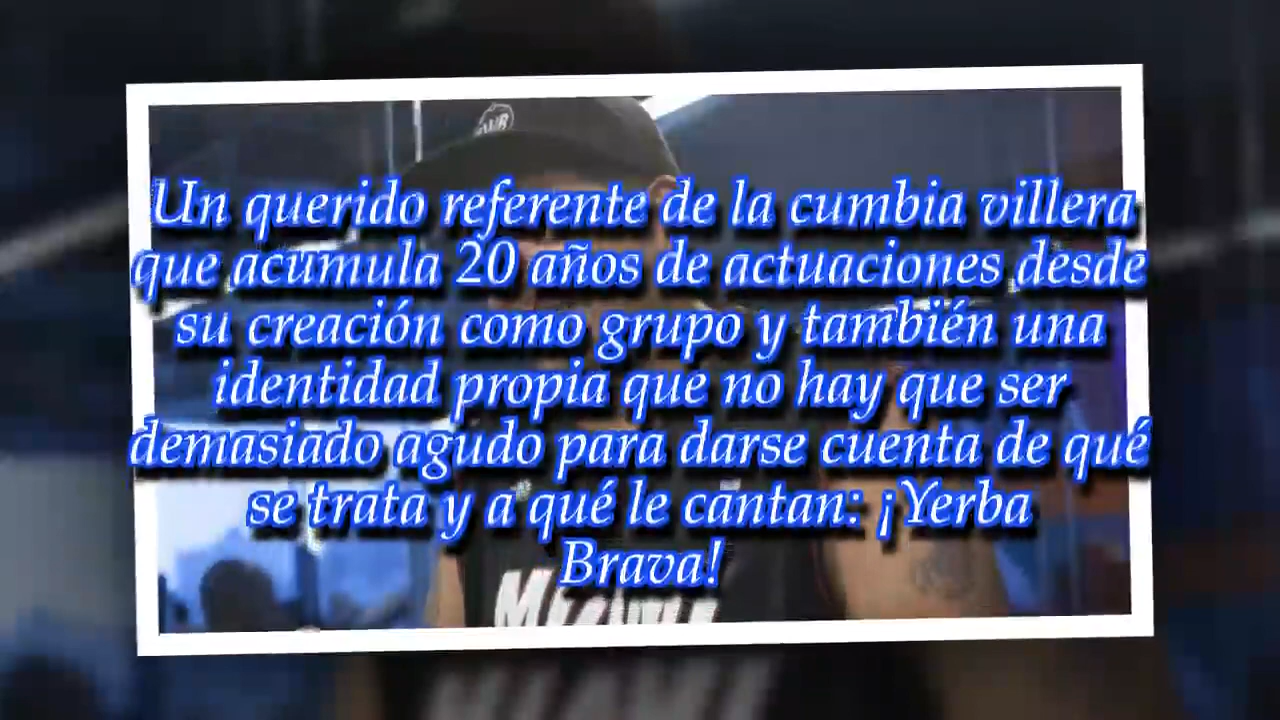 Un querido referente de la cumbia villera
que acumula 20 años de actuaciones desde
su creación como grupo y también una
identidad propia que no hay que ser
demasiado agudo para darse cuenta de qué
se trata y a qué le cantan: ¡Yerba
Brava!